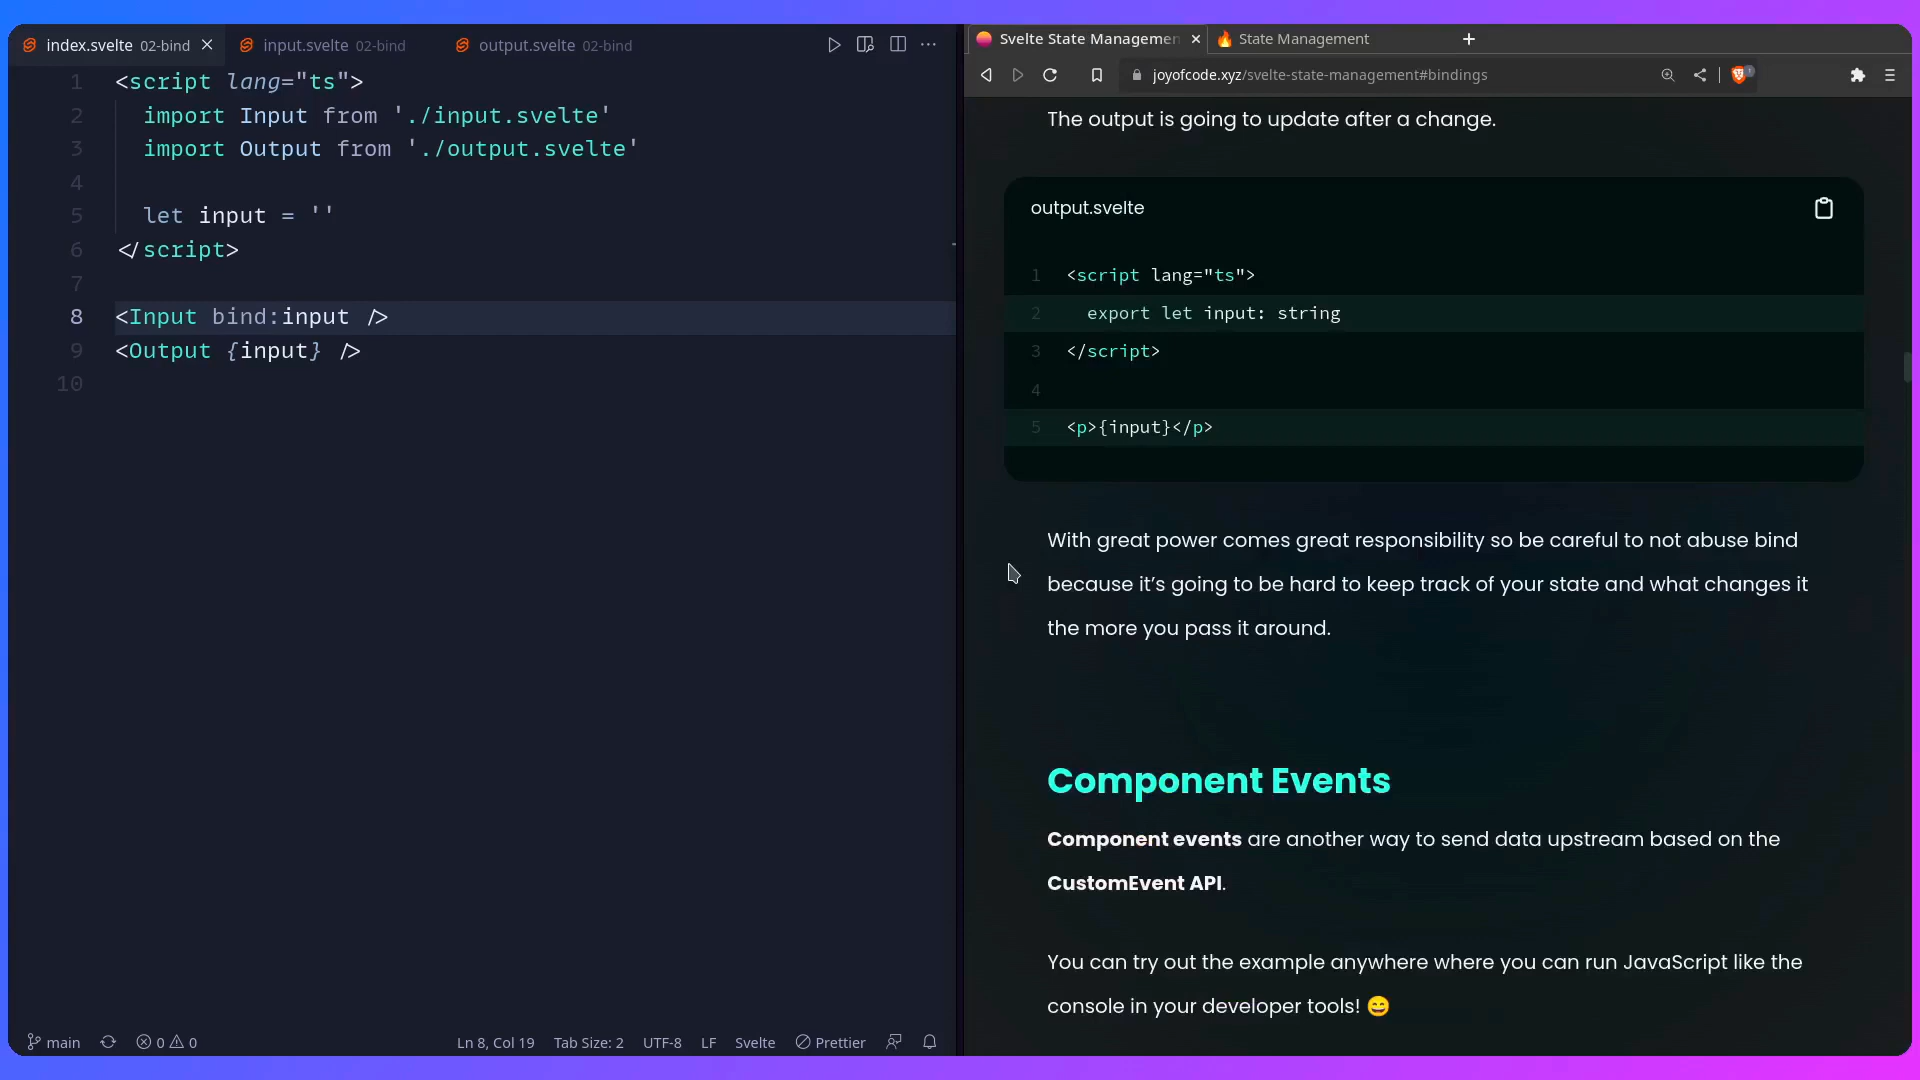 index.svelte 02-bind
input.svelte 02-bind
output.svelte 02-bind
1 <script lang="ts">
2 import Input from './input.svelte'
3 import Output from './output.svelte'
4
5 let input = ''
6 </script>
7
8 <Input bind:input />
9 <Output {input} />
10
main
0 0
Ln 8, Col 19
Tab Size: 2
UTF-8
LF
Svelte
Prettier
Svelte State Managemen
State Management
joyofcode.xyz/svelte-state-management#bindings
1
The output is going to update after a change.
output.svelte
1 <script lang="ts">
2 export let input: string
3 </script>
4
5 <p>{input}</p>
With great power comes great responsibility so be careful to not abuse bind
because it’s going to be hard to keep track of your state and what changes it
the more you pass it around.
Component Events
Component events are another way to send data upstream based on the
CustomEvent API.
You can try out the example anywhere where you can run JavaScript like the
console in your developer tools! 😄